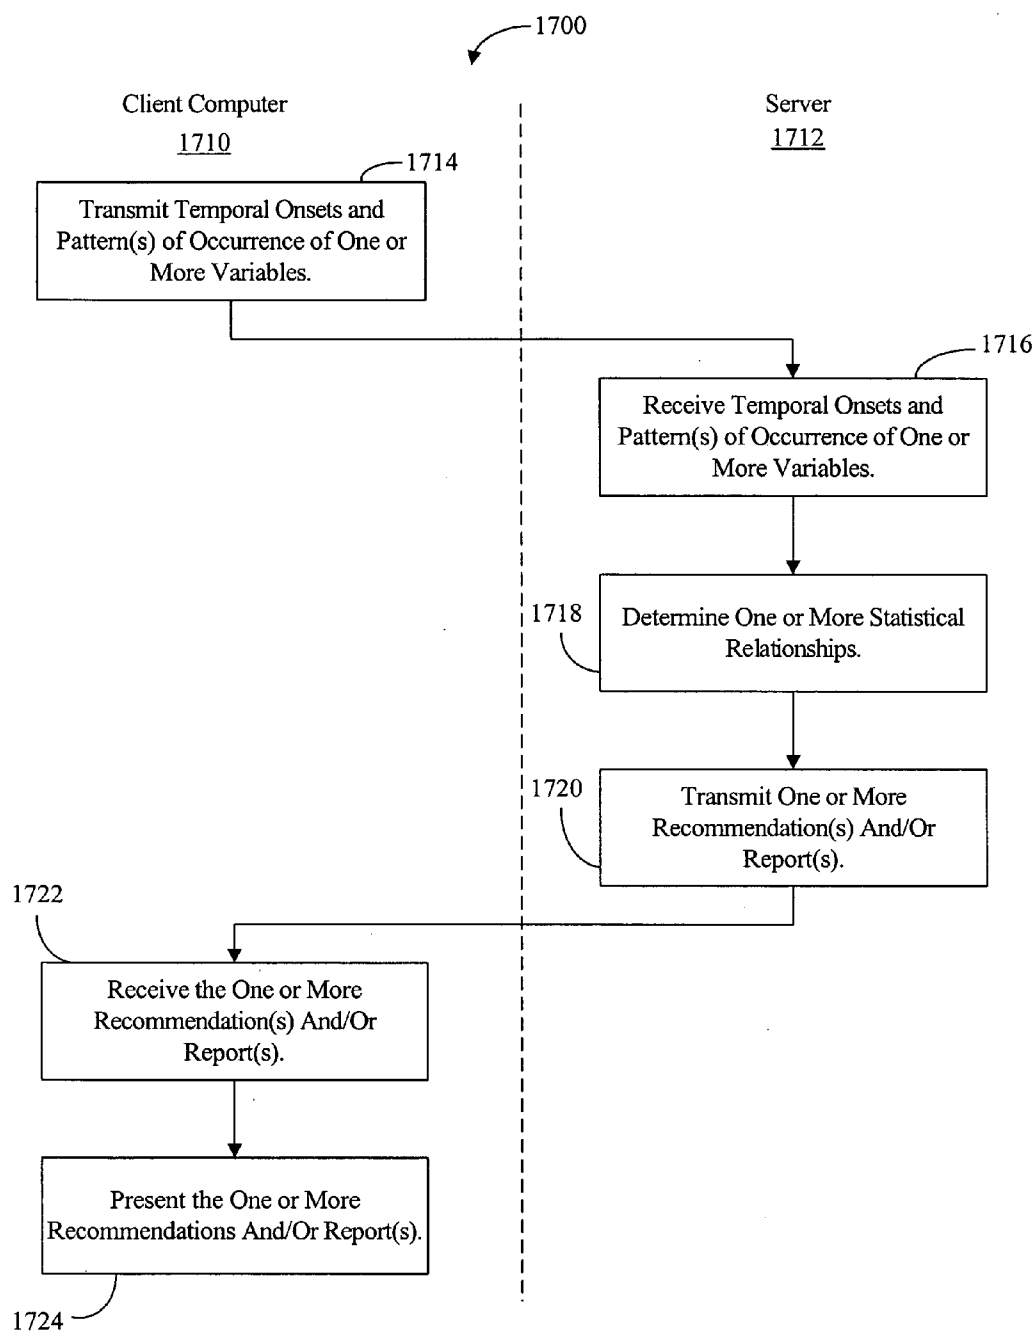 1700
Client Computer
1710
Server
1712
1714
Transmit Temporal Onsets and
Pattern(s) of Occurrence of One or
More Variables.
1716
Receive Temporal Onsets and
Pattern(s) of Occurrence of One or
More Variables.
1718
Determine One or More Statistical
Relationships.
1720
Transmit One or More
Recommendation(s) And/Or
Report(s).
1722
Receive the One or More
Recommendation(s) And/Or
Report(s).
Present the One or More
Recommendations And/Or Report(s).
1724